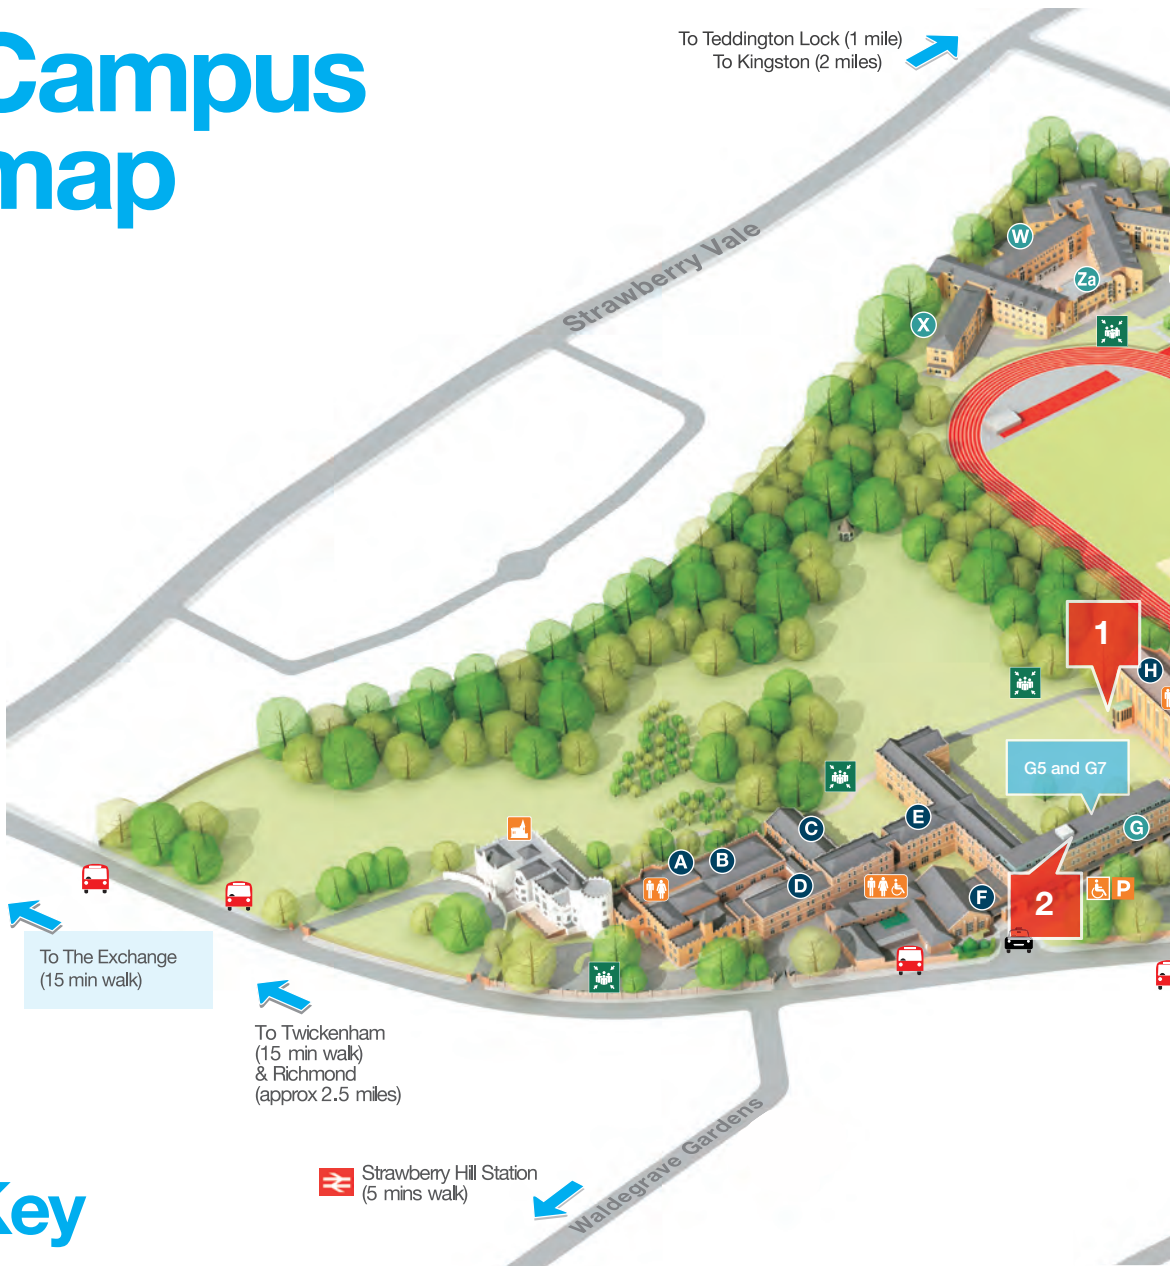 Campus
map
To Teddington Lock (1 mile)
To Kingston (2 miles)
Strawberry Vale
W
Za
X
1
H
G5 and G7
G
E
C
B
A
D
F
2
P
To The Exchange
(15 min walk)
To Twickenham
(15 min walk)
& Richmond
(approx 2.5 miles)
Strawberry Hill Station
(5 mins walk)
Waldegrave Gardens
Key